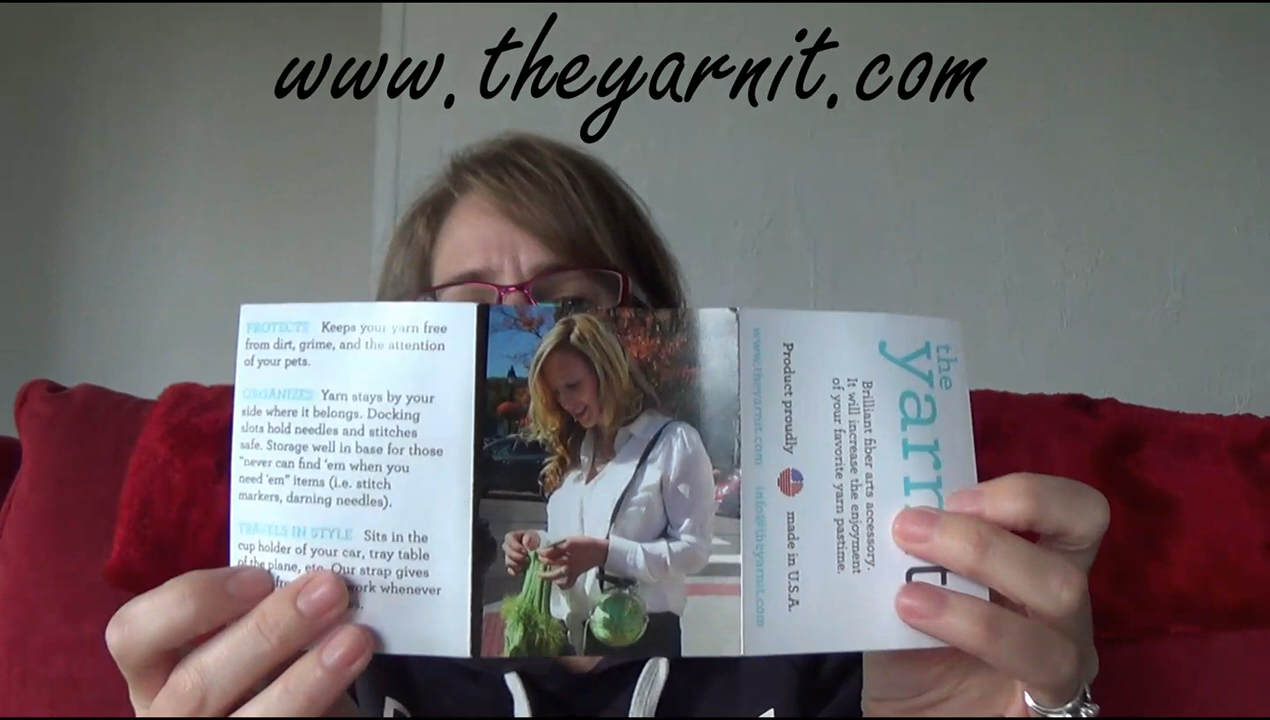 www.theyarnit.com
PROTECTS Keeps your yarn free
from dirt, grime, and the attention
of your pets.
ORGANIZES Yarn stays by your
side where it belongs. Docking
slots hold needles and stitches
safe. Storage well in base for those
"never can find 'em when you
need 'em" items (i.e. stitch
markers, darning needles).
TRAVELS IN STYLE Sits in the
cup holder of your car, tray table
of the plane, etc. Our strap gives
work whenever
the
yarn t
Brilliant fiber arts accessory.
It will increase the enjoyment
of your favorite yarn pastime.
Product proudly made in U.S.A.
www.theyarnit.com info@theyarnit.com